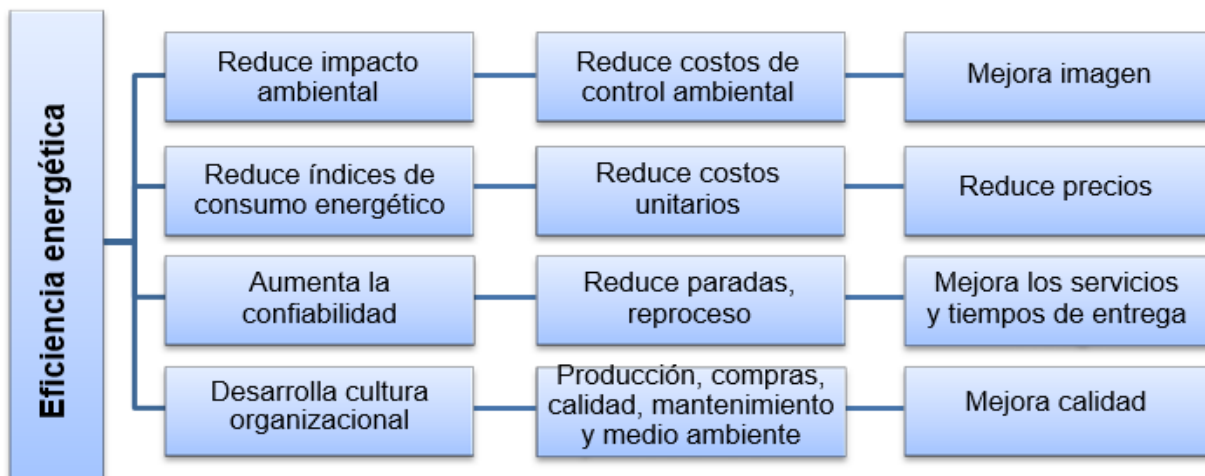 Eficiencia energética
Reduce impacto
ambiental
Reduce costos de
control ambiental
Mejora imagen
Reduce índices de
consumo energético
Reduce costos
unitarios
Reduce precios
Aumenta la
confiabilidad
Reduce paradas,
reproceso
Mejora los servicios
y tiempos de entrega
Desarrolla cultura
organizacional
Producción, compras,
calidad, mantenimiento
y medio ambiente
Mejora calidad